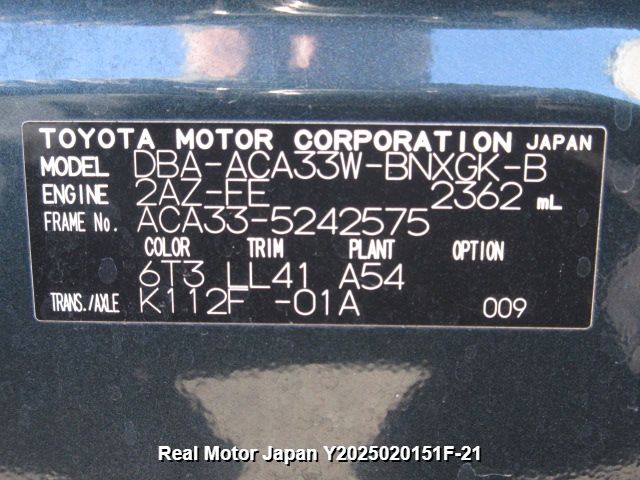 TOYOTA MOTOR CORPORATION JAPAN
MODEL DBA-ACA33W-BNXGK-B
ENGINE 2AZ-FE 2362 mL
FRAME No. ACA33-5242575
COLOR TRIM PLANT OPTION
6T3 LL41 A54
TRANS./AXLE K112F -01A 009
Real Motor Japan Y2025020151F-21